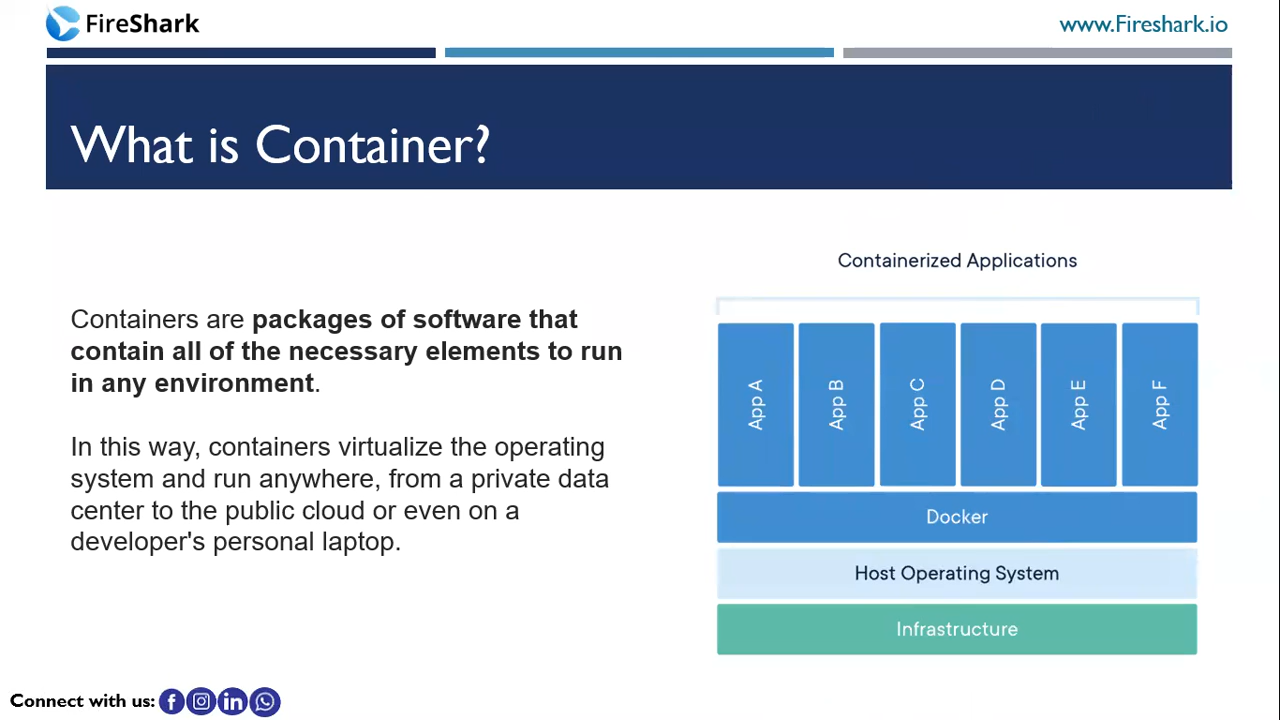 FireShark
www.Fireshark.io
What is Container?
Containers are packages of software that
contain all of the necessary elements to run
in any environment.
In this way, containers virtualize the operating
system and run anywhere, from a private data
center to the public cloud or even on a
developer's personal laptop.
Containerized Applications
App A
App B
App C
App D
App E
App F
Docker
Host Operating System
Infrastructure
Connect with us: